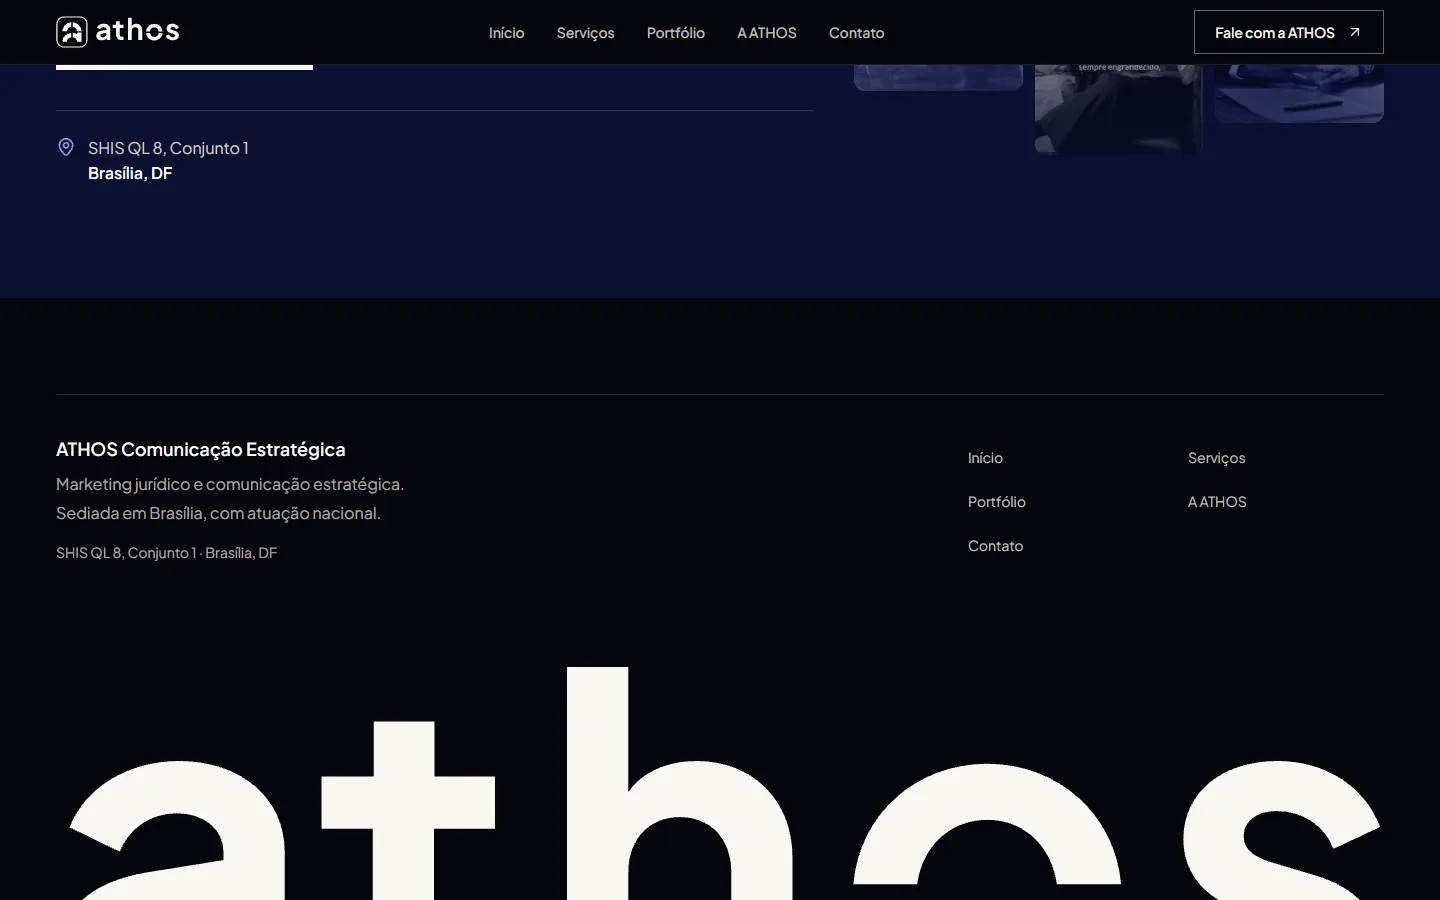 athos
Início
Serviços
Portfólio
A ATHOS
Contato
Fale com a ATHOS
sempre engrandecido,
SHIS QL 8, Conjunto 1
Brasília, DF
ATHOS Comunicação Estratégica
Marketing jurídico e comunicação estratégica.
Sediada em Brasília, com atuação nacional.
SHIS QL 8, Conjunto 1 · Brasília, DF
Início
Serviços
Portfólio
A ATHOS
Contato
athos